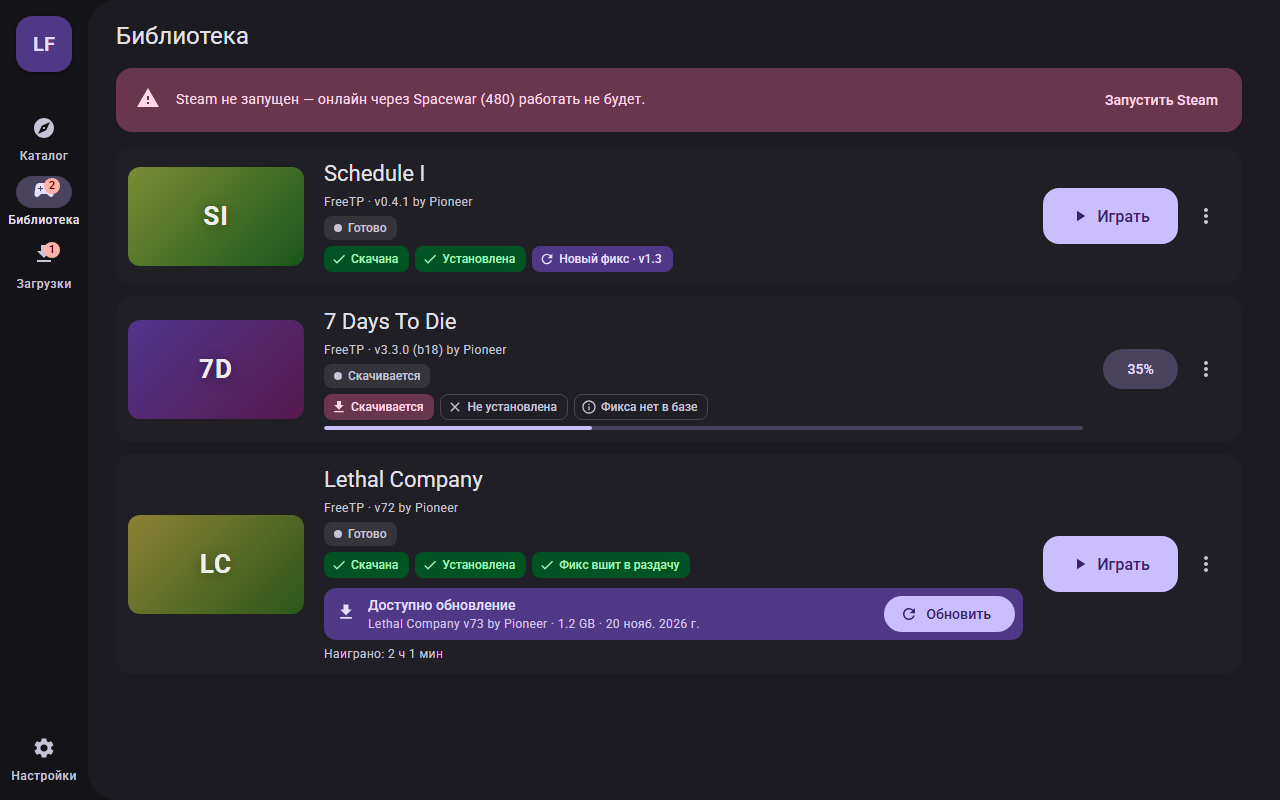 LF
Каталог
2
Библиотека
1
Загрузки
Настройки
Библиотека
Steam не запущен — онлайн через Spacewar (480) работать не будет.
Запустить Steam
SI
Schedule I
FreeTP · v0.4.1 by Pioneer
Готово
Скачана
Установлена
Новый фикс · v1.3
Играть
7D
7 Days To Die
FreeTP · v3.3.0 (b18) by Pioneer
Скачивается
Скачивается
Не установлена
Фикса нет в базе
35%
LC
Lethal Company
FreeTP · v72 by Pioneer
Готово
Скачана
Установлена
Фикс вшит в раздачу
Доступно обновление
Lethal Company v73 by Pioneer · 1.2 GB · 20 нояб. 2026 г.
Обновить
Наиграно: 2 ч 1 мин
Играть